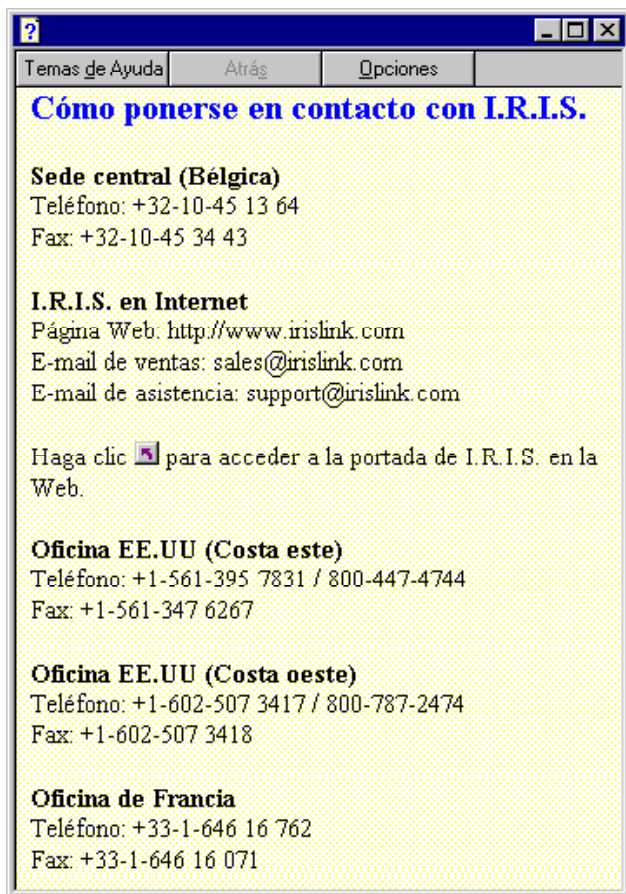 Temas de Ayuda Atrás Opciones
Cómo ponerse en contacto con I.R.I.S.
Sede central (Bélgica)
Teléfono: +32-10-45 13 64
Fax: +32-10-45 34 43
I.R.I.S. en Internet
Página Web: http://www.irislink.com
E-mail de ventas: sales@irislink.com
E-mail de asistencia: support@irislink.com
Haga clic para acceder a la portada de I.R.I.S. en la
Web.
Oficina EE.UU (Costa este)
Teléfono: +1-561-395 7831 / 800-447-4744
Fax: +1-561-347 6267
Oficina EE.UU (Costa oeste)
Teléfono: +1-602-507 3417 / 800-787-2474
Fax: +1-602-507 3418
Oficina de Francia
Teléfono: +33-1-646 16 762
Fax: +33-1-646 16 071